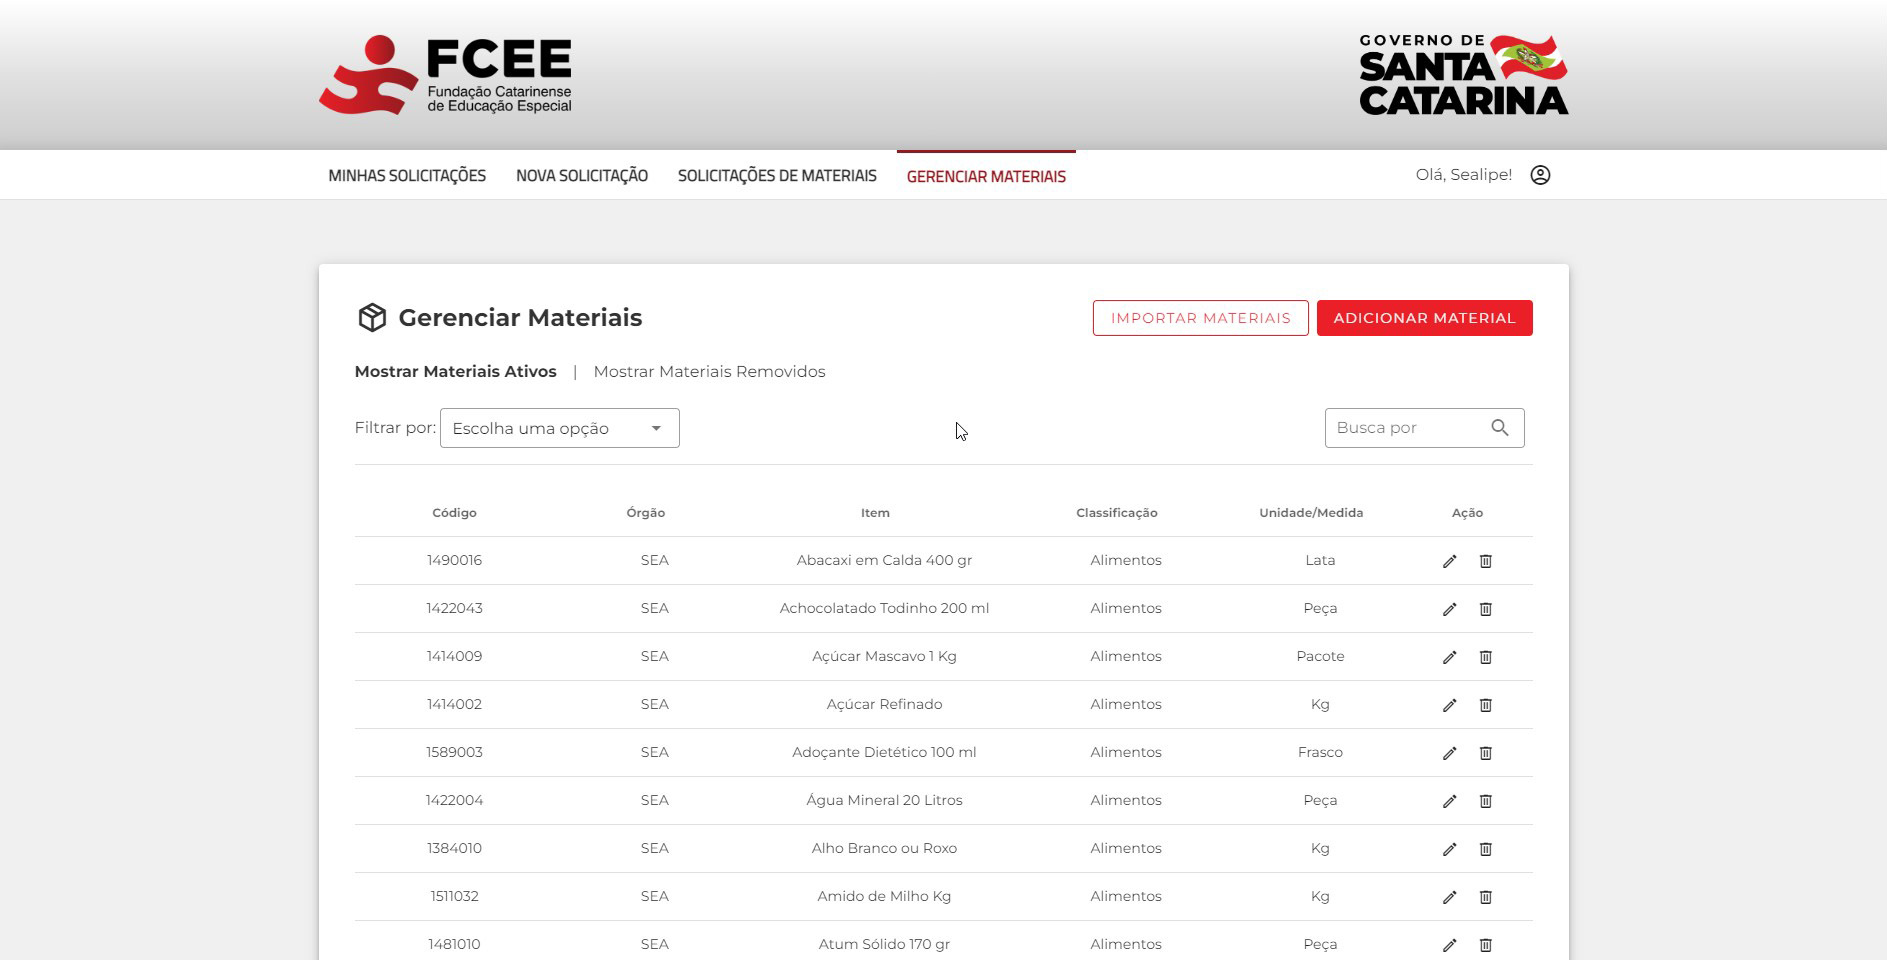 FCEE
Fundação Catarinense
de Educação Especial
GOVERNO DE
SANTA
CATARINA
MINHAS SOLICITAÇÕES NOVA SOLICITAÇÃO SOLICITAÇÕES DE MATERIAIS GERENCIAR MATERIAIS Olá, Sealipe!
Gerenciar Materiais IMPORTAR MATERIAIS ADICIONAR MATERIAL
Mostrar Materiais Ativos | Mostrar Materiais Removidos
Filtrar por: Escolha uma opção Busca por
Código Órgão Item Classificação Unidade/Medida Ação
1490016 SEA Abacaxi em Calda 400 gr Alimentos Lata
1422043 SEA Achocolatado Todinho 200 ml Alimentos Peça
1414009 SEA Açúcar Mascavo 1 Kg Alimentos Pacote
1414002 SEA Açúcar Refinado Alimentos Kg
1589003 SEA Adoçante Dietético 100 ml Alimentos Frasco
1422004 SEA Água Mineral 20 Litros Alimentos Peça
1384010 SEA Alho Branco ou Roxo Alimentos Kg
1511032 SEA Amido de Milho Kg Alimentos Kg
1481010 SEA Atum Sólido 170 gr Alimentos Peça